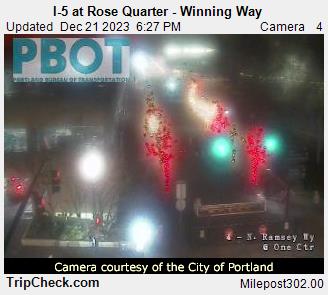 I-5 at Rose Quarter - Winning Way
Updated Dec 21 2023 6:27 PM Camera 4
PBOT
PORTLAND BUREAU OF TRANSPORTATION
4 - N. Ramsey Wy
@ One Ctr
Camera courtesy of the City of Portland
TripCheck.com Milepost302.00